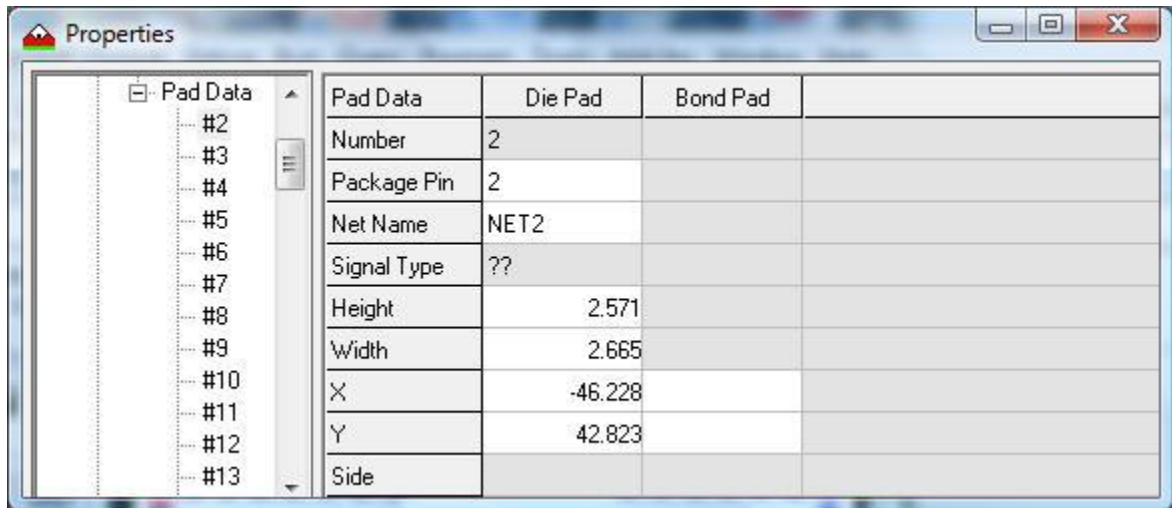 Properties
Pad Data
#2
#3
#4
#5
#6
#7
#8
#9
#10
#11
#12
#13
Pad Data Die Pad Bond Pad
Number 2
Package Pin 2
Net Name NET2
Signal Type ??
Height 2.571
Width 2.665
X -46.228
Y 42.823
Side